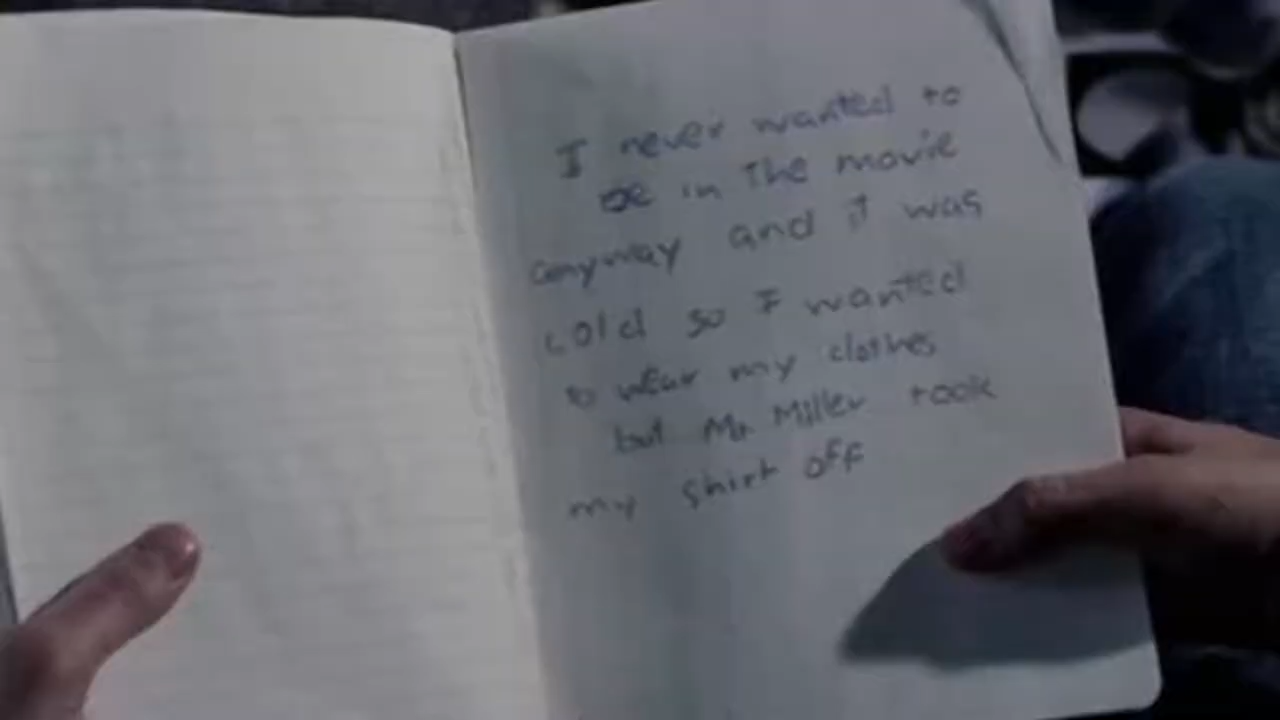 I never wanted to
be in the movie
anyway and it was
cold so I wanted
to wear my clothes
but Mr Miller took
my shirt off